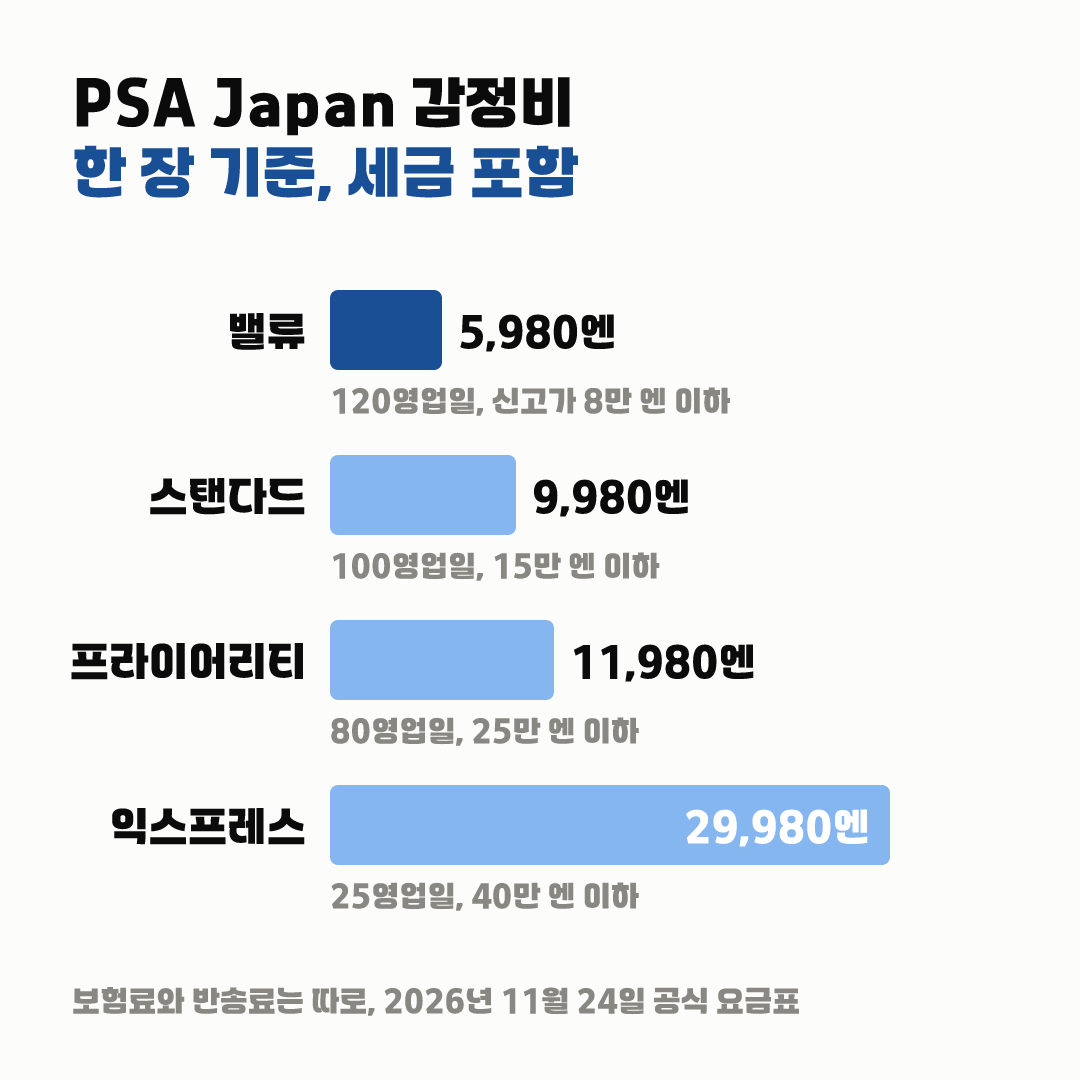 PSA Japan 감정비
한 장 기준, 세금 포함
밸류 5,980엔
120영업일, 신고가 8만 엔 이하
스탠다드 9,980엔
100영업일, 15만 엔 이하
프라이어리티 11,980엔
80영업일, 25만 엔 이하
익스프레스 29,980엔
25영업일, 40만 엔 이하
보험료와 반송료는 따로, 2026년 11월 24일 공식 요금표